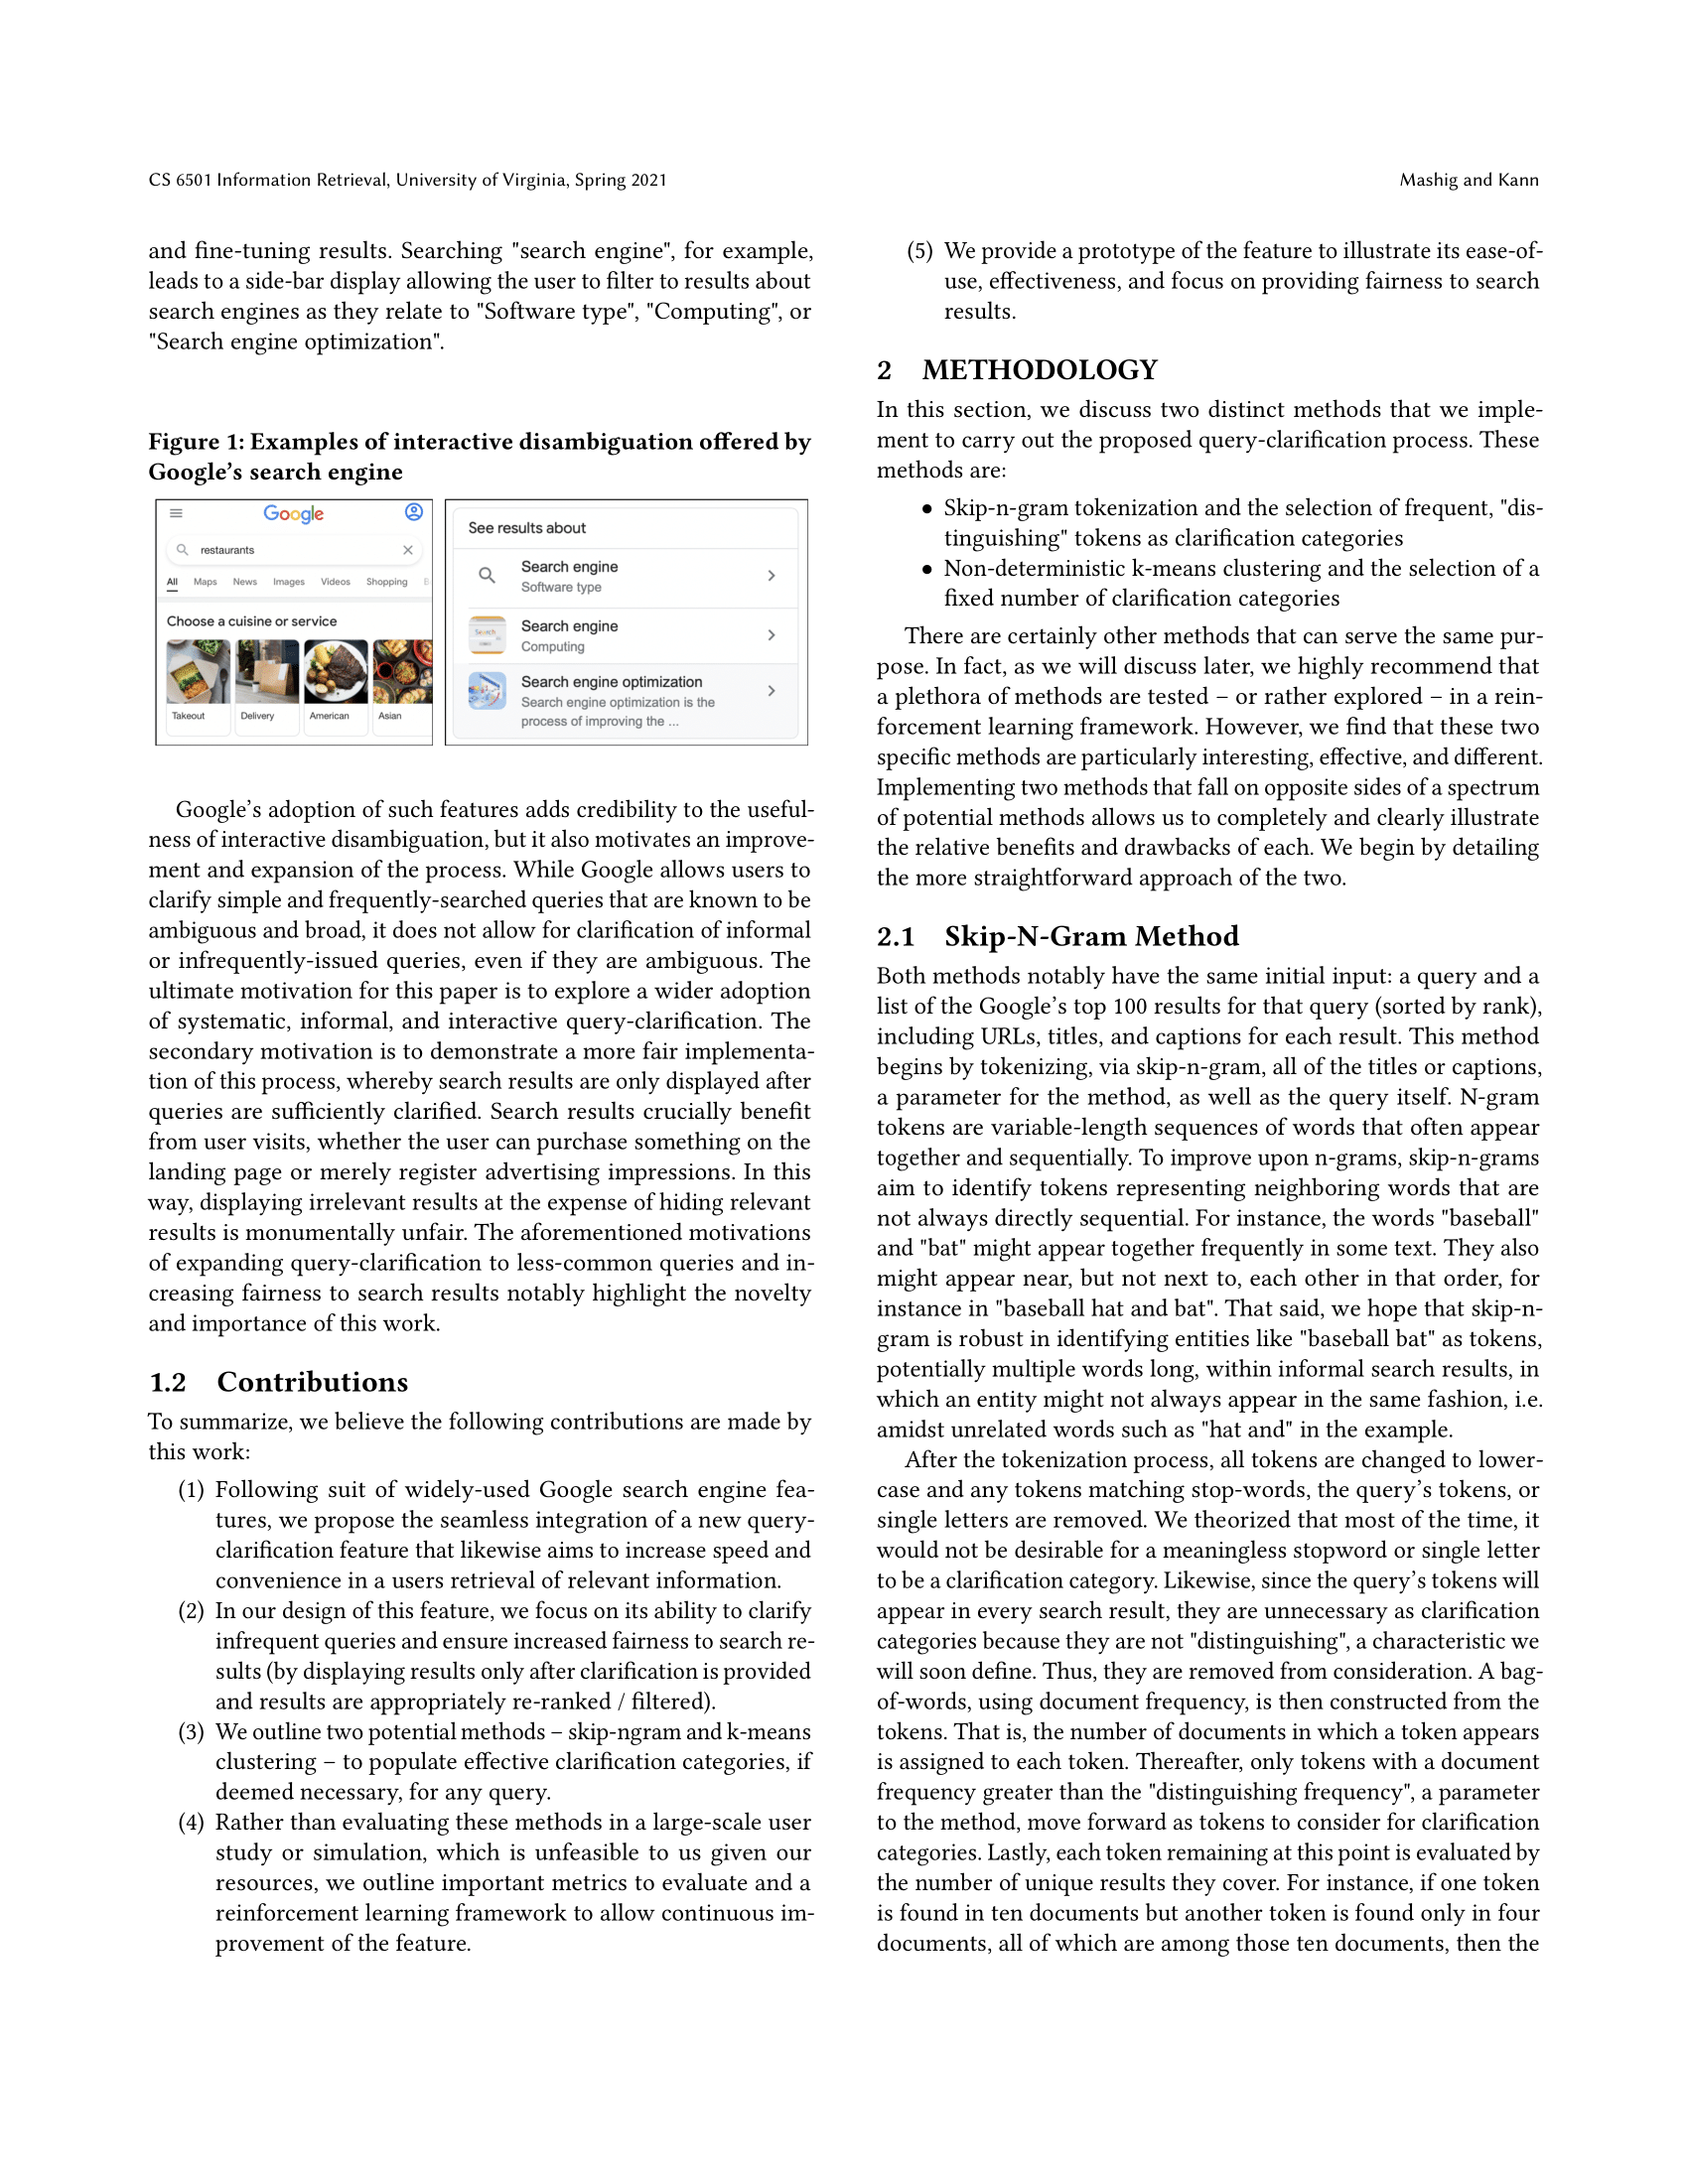 CS 6501 Information Retrieval, University of Virginia, Spring 2021
Mashig and Kann
and fine-tuning results. Searching "search engine", for example,
leads to a side-bar display allowing the user to filter to results about
search engines as they relate to "Software type", "Computing", or
"Search engine optimization".
Figure 1: Examples of interactive disambiguation offered by
Google's search engine
Google
restaurants
All Maps News Images Videos Shopping
Choose a cuisine or service
Takeout Delivery American Asian
See results about
Search engine
Software type
Search engine
Computing
Search engine optimization
Search engine optimization is the
process of improving the ...
Google's adoption of such features adds credibility to the useful-
ness of interactive disambiguation, but it also motivates an improve-
ment and expansion of the process. While Google allows users to
clarify simple and frequently-searched queries that are known to be
ambiguous and broad, it does not allow for clarification of informal
or infrequently-issued queries, even if they are ambiguous. The
ultimate motivation for this paper is to explore a wider adoption
of systematic, informal, and interactive query-clarification. The
secondary motivation is to demonstrate a more fair implementa-
tion of this process, whereby search results are only displayed after
queries are sufficiently clarified. Search results crucially benefit
from user visits, whether the user can purchase something on the
landing page or merely register advertising impressions. In this
way, displaying irrelevant results at the expense of hiding relevant
results is monumentally unfair. The aforementioned motivations
of expanding query-clarification to less-common queries and in-
creasing fairness to search results notably highlight the novelty
and importance of this work.
1.2 Contributions
To summarize, we believe the following contributions are made by
this work:
(1) Following suit of widely-used Google search engine fea-
tures, we propose the seamless integration of a new query-
clarification feature that likewise aims to increase speed and
convenience in a users retrieval of relevant information.
(2) In our design of this feature, we focus on its ability to clarify
infrequent queries and ensure increased fairness to search re-
sults (by displaying results only after clarification is provided
and results are appropriately re-ranked / filtered).
(3) We outline two potential methods – skip-ngram and k-means
clustering – to populate effective clarification categories, if
deemed necessary, for any query.
(4) Rather than evaluating these methods in a large-scale user
study or simulation, which is unfeasible to us given our
resources, we outline important metrics to evaluate and a
reinforcement learning framework to allow continuous im-
provement of the feature.
(5) We provide a prototype of the feature to illustrate its ease-of-
use, effectiveness, and focus on providing fairness to search
results.
2 METHODOLOGY
In this section, we discuss two distinct methods that we imple-
ment to carry out the proposed query-clarification process. These
methods are:
• Skip-n-gram tokenization and the selection of frequent, "dis-
tinguishing" tokens as clarification categories
• Non-deterministic k-means clustering and the selection of a
fixed number of clarification categories
There are certainly other methods that can serve the same pur-
pose. In fact, as we will discuss later, we highly recommend that
a plethora of methods are tested – or rather explored – in a rein-
forcement learning framework. However, we find that these two
specific methods are particularly interesting, effective, and different.
Implementing two methods that fall on opposite sides of a spectrum
of potential methods allows us to completely and clearly illustrate
the relative benefits and drawbacks of each. We begin by detailing
the more straightforward approach of the two.
2.1 Skip-N-Gram Method
Both methods notably have the same initial input: a query and a
list of the Google's top 100 results for that query (sorted by rank),
including URLs, titles, and captions for each result. This method
begins by tokenizing, via skip-n-gram, all of the titles or captions,
a parameter for the method, as well as the query itself. N-gram
tokens are variable-length sequences of words that often appear
together and sequentially. To improve upon n-grams, skip-n-grams
aim to identify tokens representing neighboring words that are
not always directly sequential. For instance, the words "baseball"
and "bat" might appear together frequently in some text. They also
might appear near, but not next to, each other in that order, for
instance in "baseball hat and bat". That said, we hope that skip-n-
gram is robust in identifying entities like "baseball bat" as tokens,
potentially multiple words long, within informal search results, in
which an entity might not always appear in the same fashion, i.e.
amidst unrelated words such as "hat and" in the example.
After the tokenization process, all tokens are changed to lower-
case and any tokens matching stop-words, the query's tokens, or
single letters are removed. We theorized that most of the time, it
would not be desirable for a meaningless stopword or single letter
to be a clarification category. Likewise, since the query's tokens will
appear in every search result, they are unnecessary as clarification
categories because they are not "distinguishing", a characteristic we
will soon define. Thus, they are removed from consideration. A bag-
of-words, using document frequency, is then constructed from the
tokens. That is, the number of documents in which a token appears
is assigned to each token. Thereafter, only tokens with a document
frequency greater than the "distinguishing frequency", a parameter
to the method, move forward as tokens to consider for clarification
categories. Lastly, each token remaining at this point is evaluated by
the number of unique results they cover. For instance, if one token
is found in ten documents but another token is found only in four
documents, all of which are among those ten documents, then the